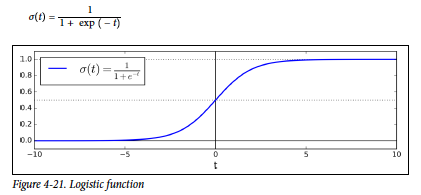 σ(t) = 1 / (1 + exp (− t))
1.0
σ(t) = 1 / (1+e^−t)
0.8
0.6
0.4
0.2
0.0
−10 −5 0 5 10
t
Figure 4-21. Logistic function